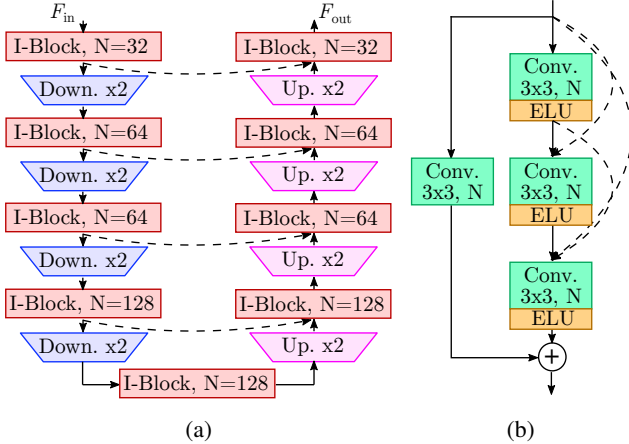 F_in
I-Block, N=32
Down. x2
I-Block, N=64
Down. x2
I-Block, N=64
Down. x2
I-Block, N=128
Down. x2
I-Block, N=128
F_out
I-Block, N=32
Up. x2
I-Block, N=64
Up. x2
I-Block, N=64
Up. x2
I-Block, N=128
Up. x2
(a)
Conv.
3x3, N
Conv.
3x3, N
ELU
Conv.
3x3, N
ELU
Conv.
3x3, N
ELU
+
(b)